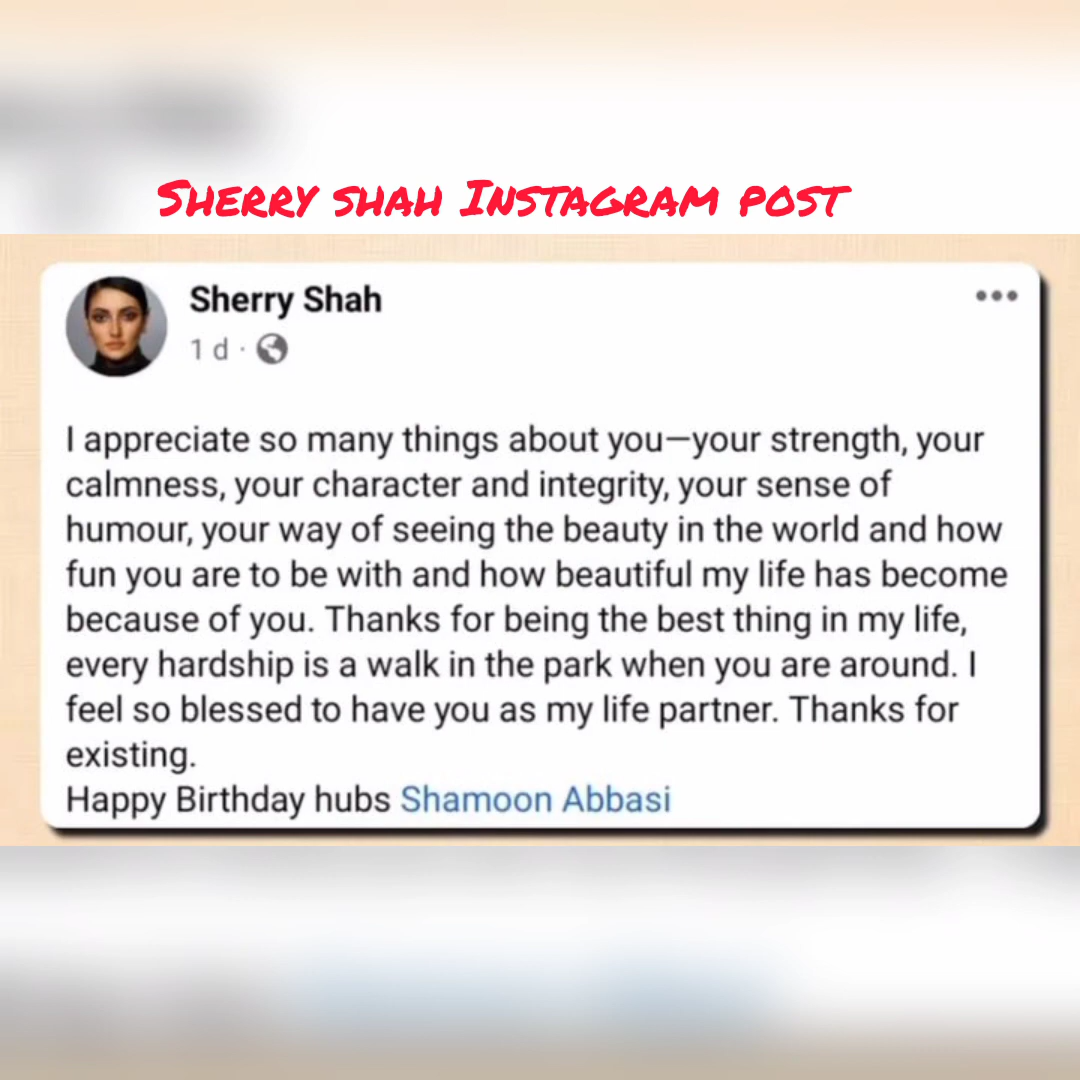 SHERRY SHAH INSTAGRAM POST
Sherry Shah
1 d ·
I appreciate so many things about you—your strength, your
calmness, your character and integrity, your sense of
humour, your way of seeing the beauty in the world and how
fun you are to be with and how beautiful my life has become
because of you. Thanks for being the best thing in my life,
every hardship is a walk in the park when you are around. I
feel so blessed to have you as my life partner. Thanks for
existing.
Happy Birthday hubs Shamoon Abbasi